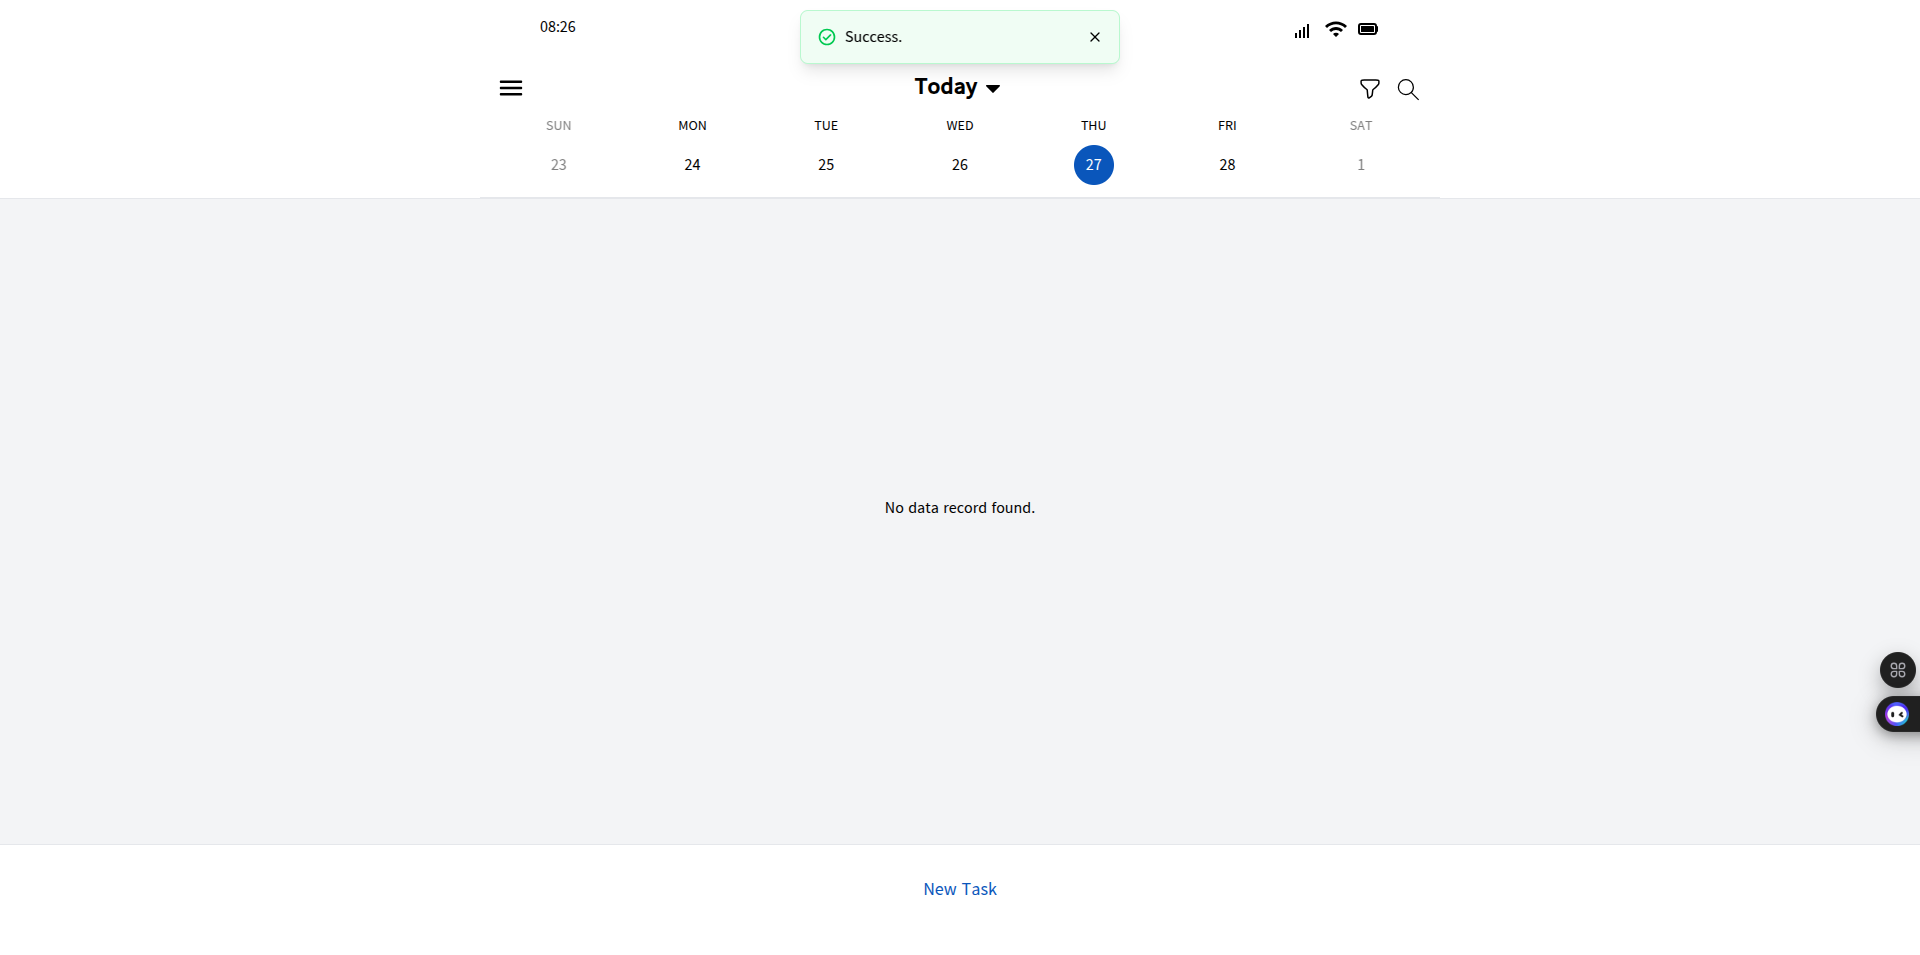 08:26
Success.
Today
SUN MON TUE WED THU FRI SAT
23 24 25 26 27 28 1
No data record found.
New Task